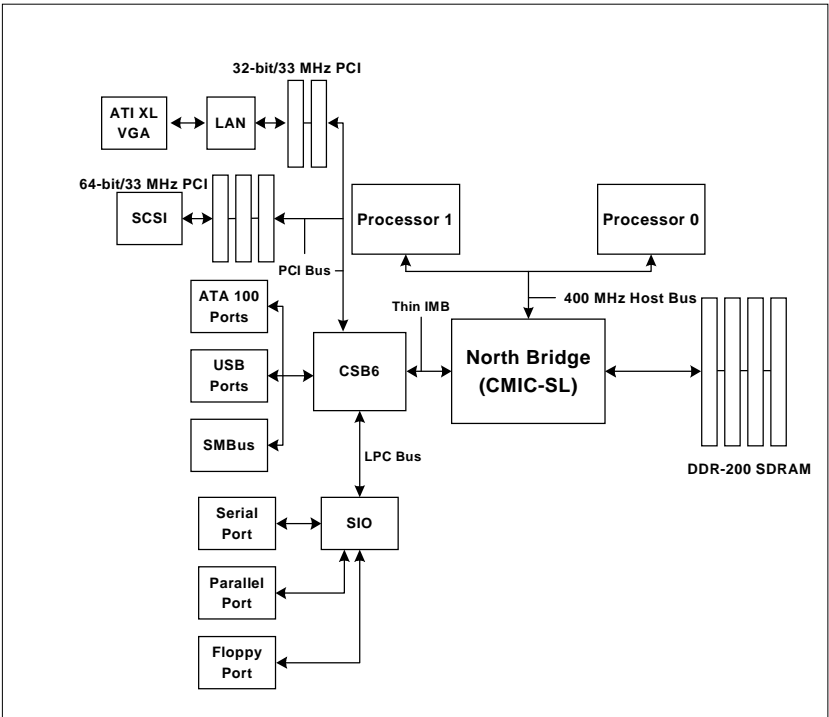 32-bit/33 MHz PCI
ATI XL
VGA
LAN
64-bit/33 MHz PCI
SCSI
Processor 1
Processor 0
PCI Bus
ATA 100
Ports
Thin IMB
400 MHz Host Bus
USB
Ports
CSB6
North Bridge
(CMIC-SL)
SMBus
LPC Bus
DDR-200 SDRAM
Serial
Port
SIO
Parallel
Port
Floppy
Port